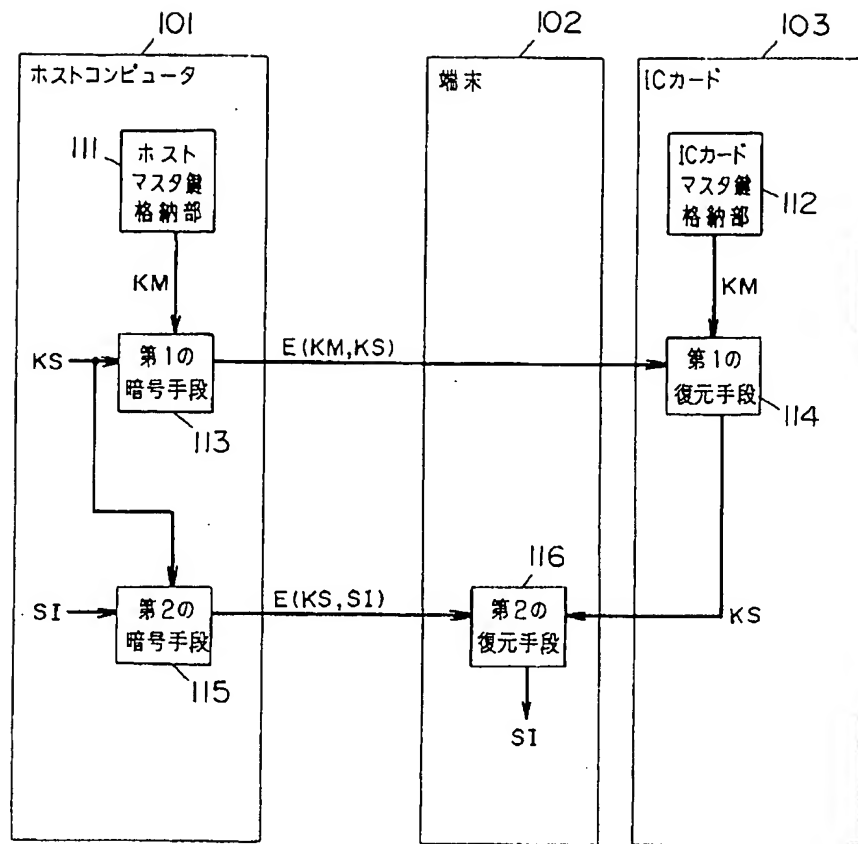 101
102
103
ホストコンピュータ
端末
ICカード
111
ホスト
マスタ鍵
格納部
ICカード
マスタ鍵
格納部
112
KM
KM
KS
第1の
暗号手段
113
E(KM,KS)
第1の
復元手段
114
116
SI
第2の
暗号手段
115
E(KS,SI)
第2の
復元手段
KS
SI